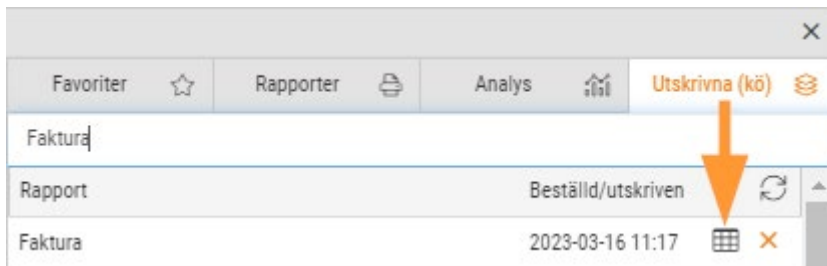 Favoriter Rapporter Analys Utskrivna (kö)
Faktura
Rapport Beställd/utskriven
Faktura 2023-03-16 11:17